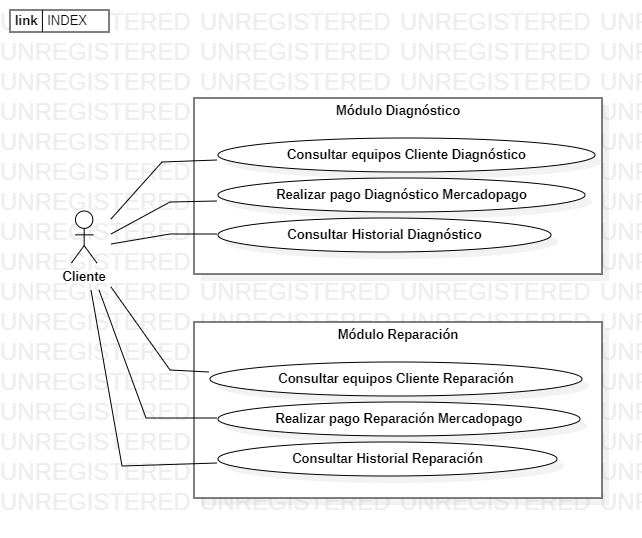 link INDEX
UNREGISTERED UNREGISTERED UNREGISTERED UNREGISTERED
Módulo Diagnóstico
Consultar equipos Cliente Diagnóstico
Realizar pago Diagnóstico Mercadopago
Consultar Historial Diagnóstico
Cliente
Módulo Reparación
Consultar equipos Cliente Reparación
Realizar pago Reparación Mercadopago
Consultar Historial Reparación